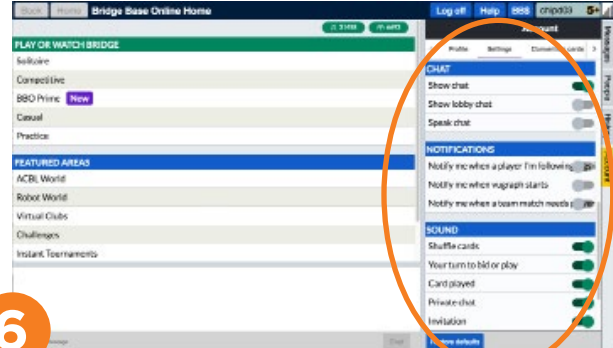 Back Home Bridge Base Online Home Log off Help BBS chipd03 5+
Account
Messages
People
PLAY OR WATCH BRIDGE
Profile Settings Convention cards >
Solitaire
CHAT
Competitive
Show chat
BBO Prime New
Show lobby chat
Casual
Speak chat
Practice
NOTIFICATIONS
FEATURED AREAS
Notify me when a player I'm following
ACBL World
Notify me when vugraph starts
Robot World
Notify me when a team match needs
Virtual Clubs
SOUND
Challenges
Shuffle cards
Instant Tournaments
Your turn to bid or play
Card played
Private chat
Invitation
6
Restore defaults